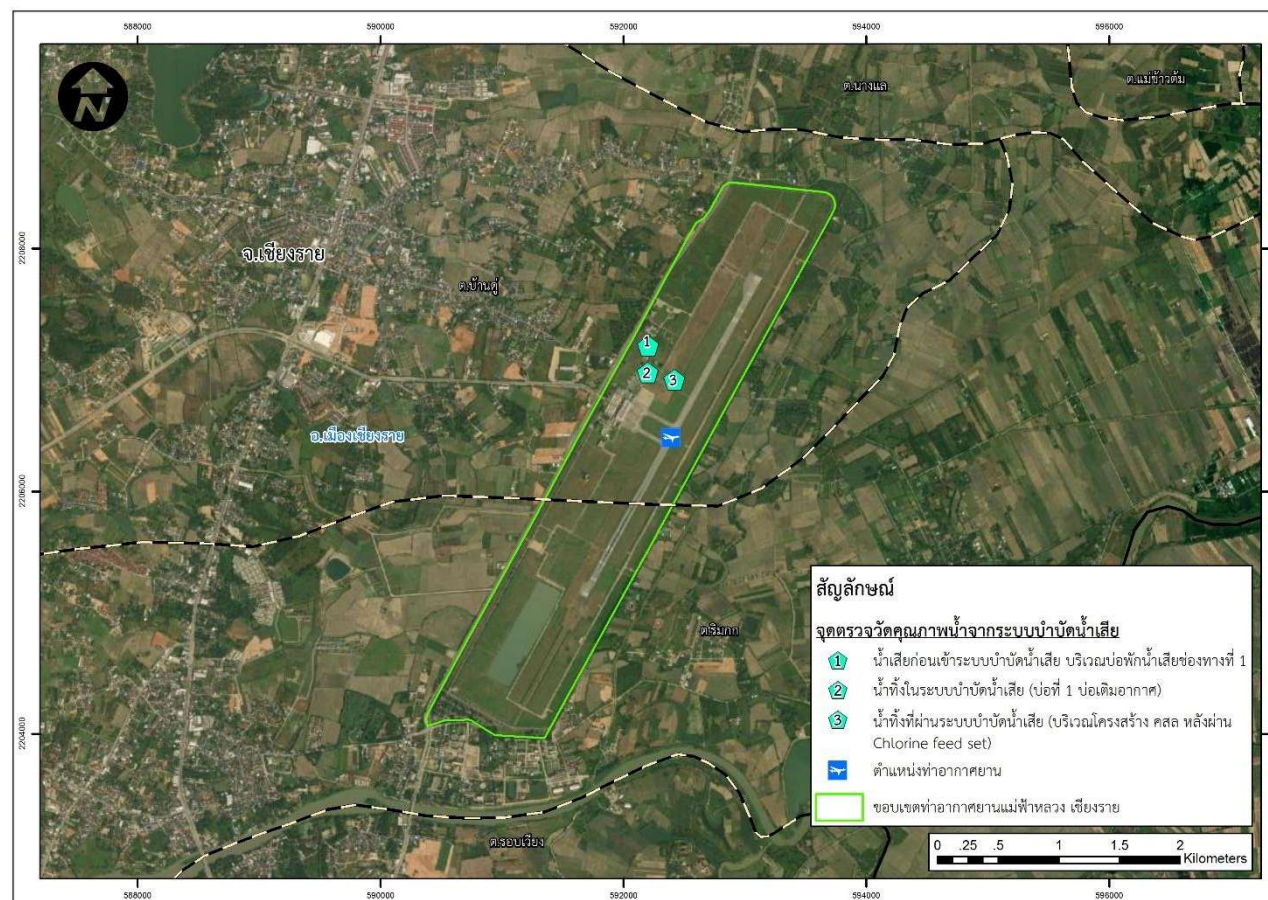 588000 590000 592000 594000 596000
N
ต.นางแล
ต.แม่ข้าวต้ม
2208000
จ.เชียงราย
ต.บ้านดู่
1
2
3
อ.เมืองเชียงราย
2206000
ต.ริมกก
2204000
ต.รอบเวียง
สัญลักษณ์
จุดตรวจวัดคุณภาพน้ำจากระบบบำบัดน้ำเสีย
1 น้ำเสียก่อนเข้าระบบบำบัดน้ำเสีย บริเวณบ่อพักน้ำเสียช่องทางที่ 1
2 น้ำทิ้งในระบบบำบัดน้ำเสีย (บ่อที่ 1 บ่อเติมอากาศ)
3 น้ำทิ้งที่ผ่านระบบบำบัดน้ำเสีย (บริเวณโครงสร้าง คสล หลังผ่าน
Chlorine feed set)
ตำแหน่งท่าอากาศยาน
ขอบเขตท่าอากาศยานแม่ฟ้าหลวง เชียงราย
0 .25 .5 1 1.5 2
Kilometers
588000 590000 592000 594000 596000